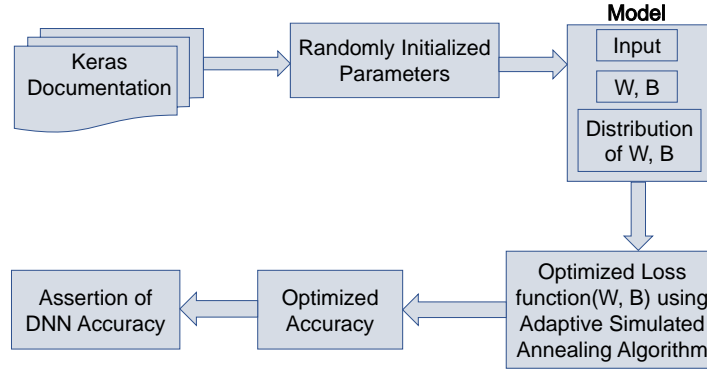 Keras
Documentation
Randomly Initialized
Parameters
Model
Input
W, B
Distribution
of W, B
Optimized Loss
function(W, B) using
Adaptive Simulated
Annealing Algorithm
Optimized
Accuracy
Assertion of
DNN Accuracy